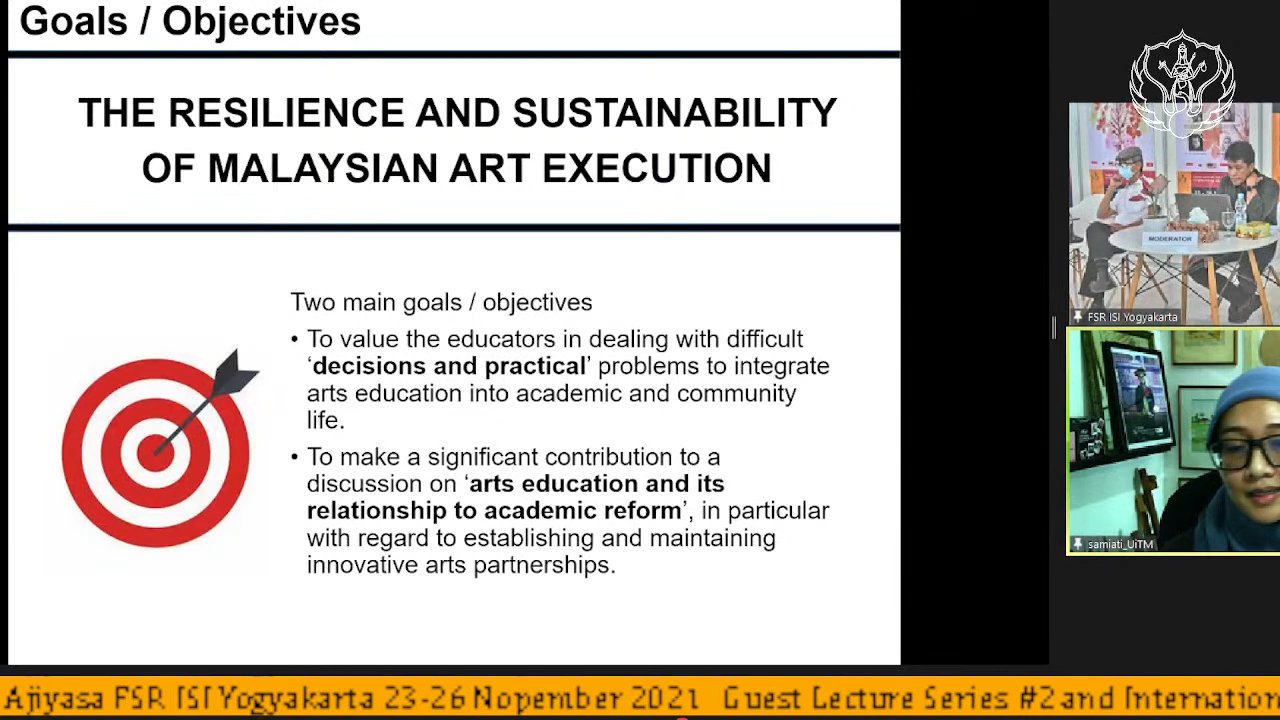 Goals / Objectives
THE RESILIENCE AND SUSTAINABILITY
OF MALAYSIAN ART EXECUTION
Two main goals / objectives
• To value the educators in dealing with difficult
‘decisions and practical’ problems to integrate
arts education into academic and community
life.
• To make a significant contribution to a
discussion on ‘arts education and its
relationship to academic reform’, in particular
with regard to establishing and maintaining
innovative arts partnerships.
MODERATOR
FSR ISI Yogyakarta
samiati_UiTM
Ajiyasa FSR ISI Yogyakarta 23-26 Nopember 2021 Guest Lecture Series #2 and Internation